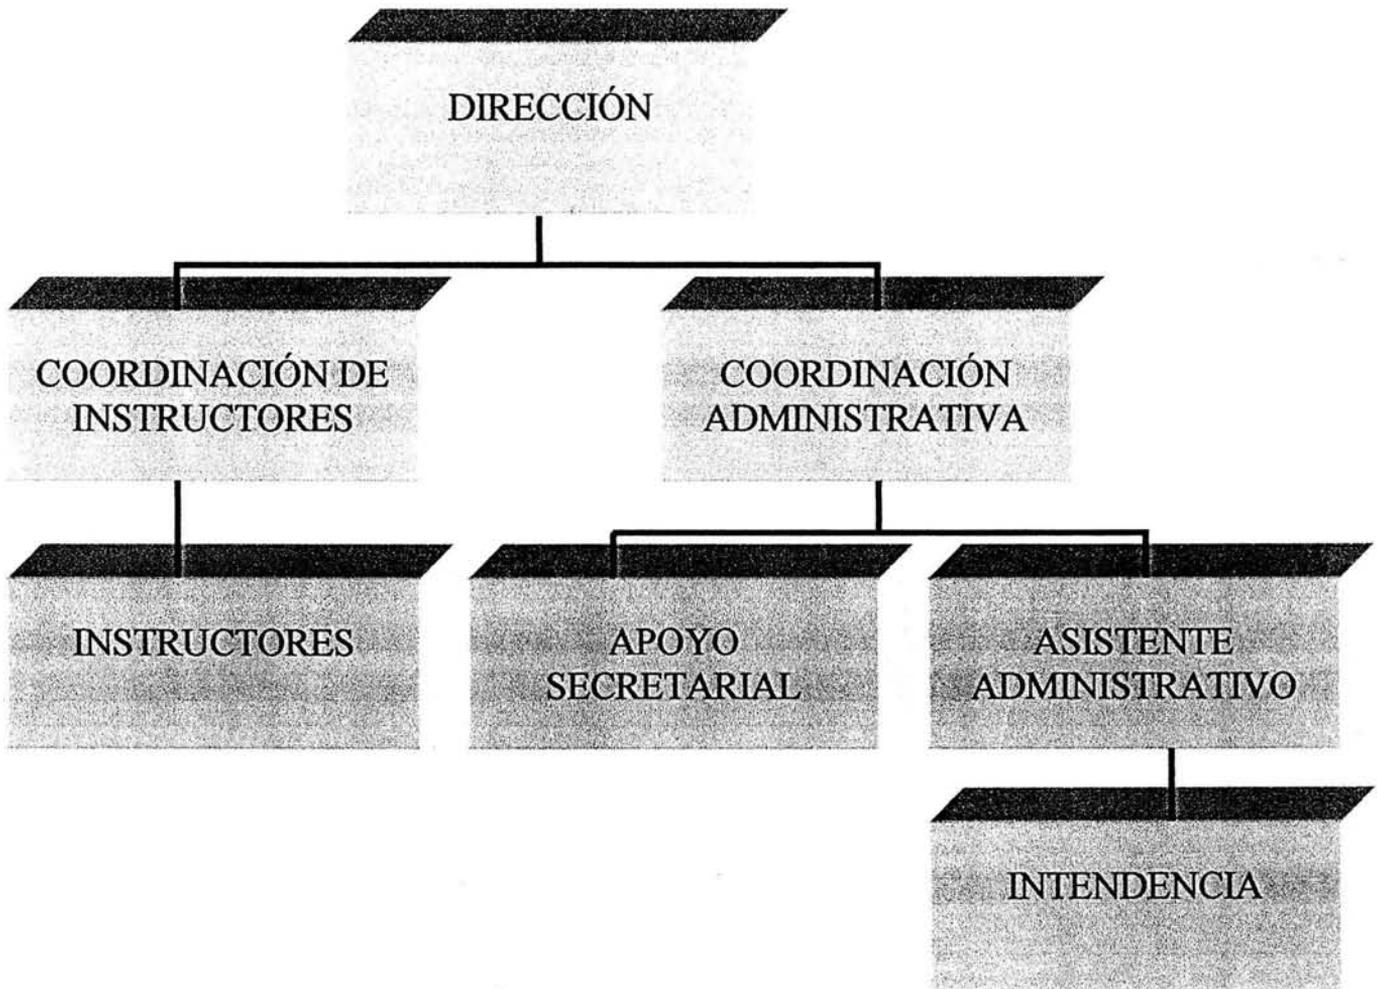 DIRECCIÓN
COORDINACIÓN DE
INSTRUCTORES
COORDINACIÓN
ADMINISTRATIVA
INSTRUCTORES
APOYO
SECRETARIAL
ASISTENTE
ADMINISTRATIVO
INTENDENCIA